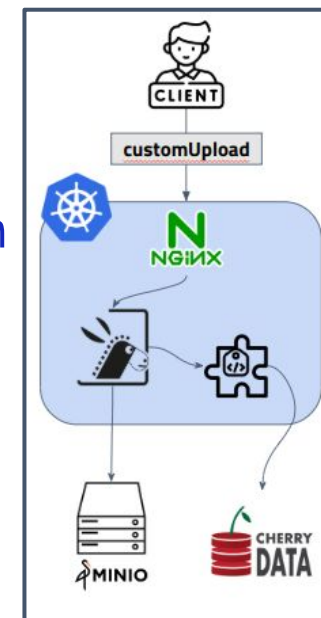 CLIENT
customUpload
n
NGiNX
</>
MINIO
CHERRY
DATA